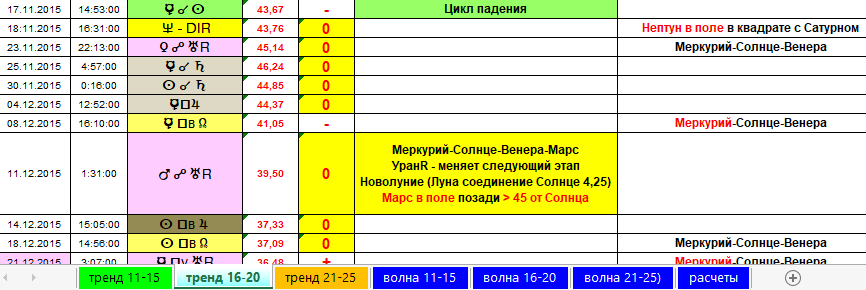 17.11.2015 14:53:00 ☿ ☌ ☉ 43,67 - Цикл падения
18.11.2015 16:31:00 ♆ - DIR 43,76 0 Нептун в поле в квадрате с Сатурном
23.11.2015 22:13:00 ♀ ☍ ♅R 45,14 0 Меркурий-Солнце-Венера
25.11.2015 4:57:00 ☿ ☌ ♄ 46,24 0
30.11.2015 0:16:00 ☉ ☌ ♄ 44,85 0
04.12.2015 12:52:00 ☿□♃ 44,37 0
08.12.2015 16:10:00 ☿ □в ☊ 41,05 - Меркурий-Солнце-Венера
11.12.2015 1:31:00 ♂ ☍ ♅R 39,50 0
Меркурий-Солнце-Венера-Марс
УранR - меняет следующий этап
Новолуние (Луна соединение Солнце 4,25)
Марс в поле позади > 45 от Солнца
14.12.2015 15:05:00 ☉ □в ♃ 37,33 0
18.12.2015 14:56:00 ☉ □в ☊ 37,09 0 Меркурий-Солнце-Венера
21.12.2015 3:07:00 ☿ □v ♅R 36,48 + Меркурий-Солнце-Венера
тренд 11-15 тренд 16-20 тренд 21-25 волна 11-15 волна 16-20 волна 21-25) расчеты